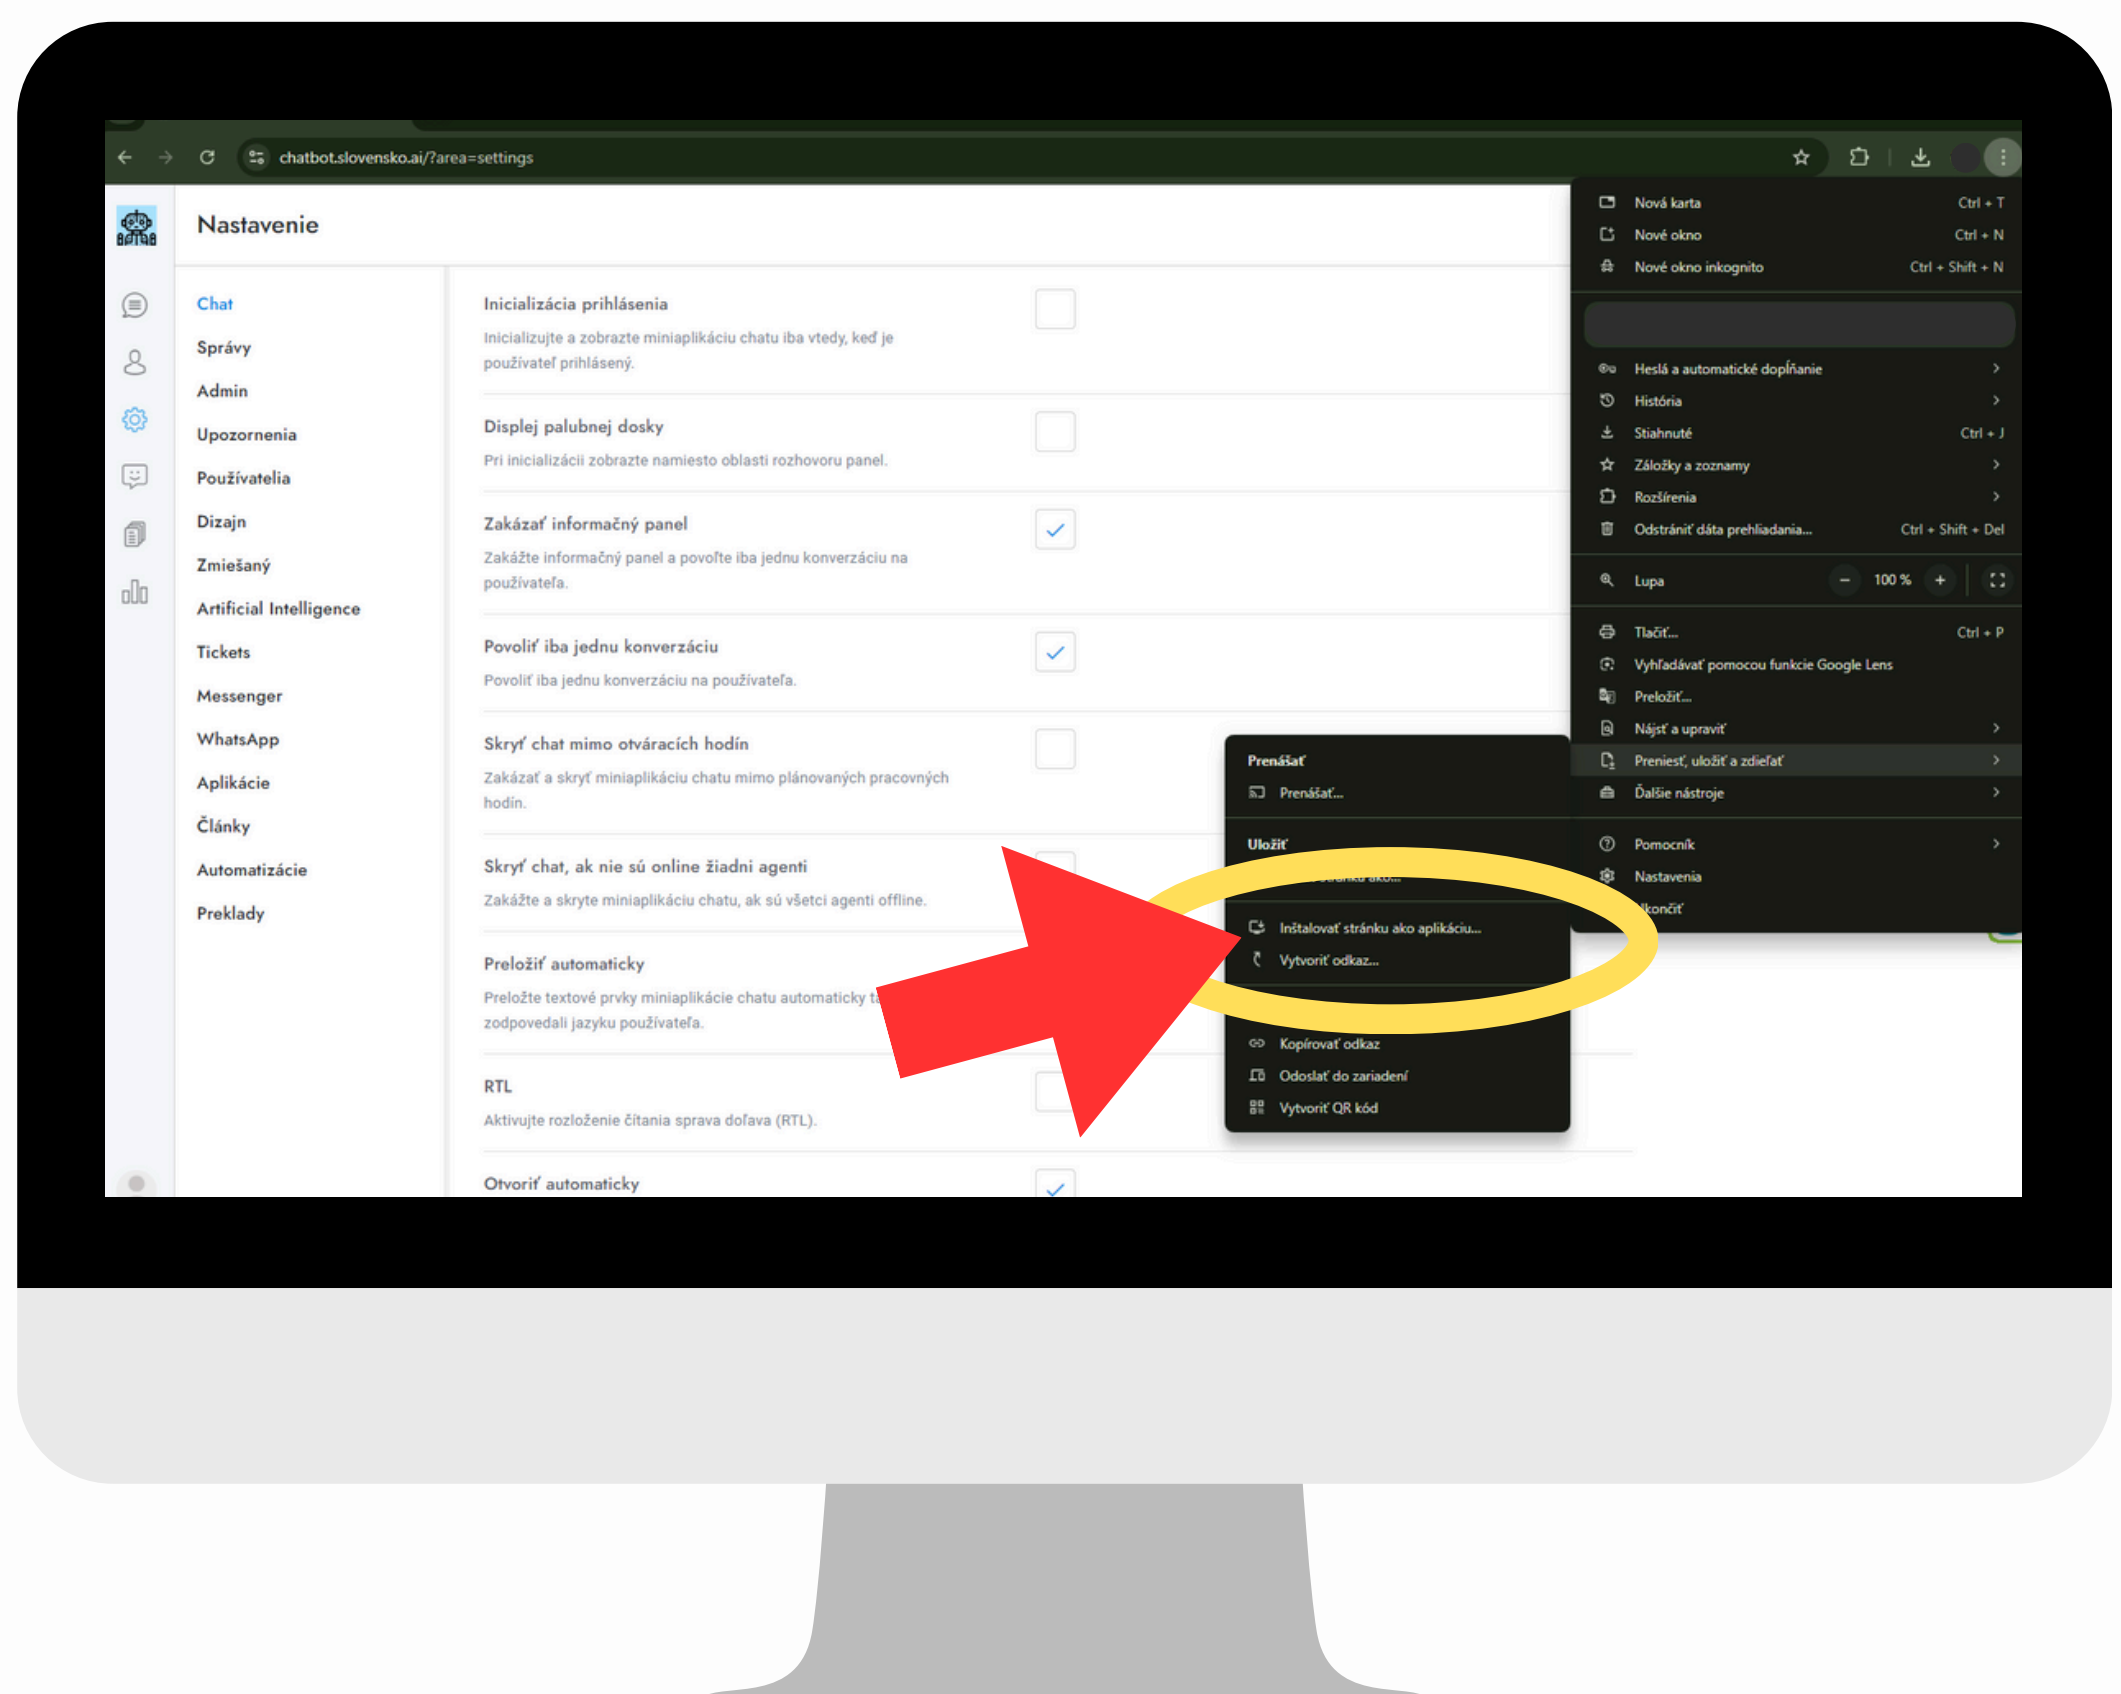 chatbot.slovensko.ai/?area=settings
Nastavenie
Chat
Správy
Admin
Upozornenia
Používatelia
Dizajn
Zmiešaný
Artificial Intelligence
Tickets
Messenger
WhatsApp
Aplikácie
Články
Automatizácie
Preklady
Inicializácia prihlásenia
Inicializujte a zobrazte miniaplikáciu chatu iba vtedy, keď je
používateľ prihlásený.
Displej palubnej dosky
Pri inicializácii zobrazte namiesto oblasti rozhovoru panel.
Zakázať informačný panel
Zakážte informačný panel a povoľte iba jednu konverzáciu na
používateľa.
Povoliť iba jednu konverzáciu
Povoliť iba jednu konverzáciu na používateľa.
Skryť chat mimo otváracích hodín
Zakázať a skryť miniaplikáciu chatu mimo plánovaných pracovných
hodín.
Skryť chat, ak nie sú online žiadni agenti
Zakážte a skryte miniaplikáciu chatu, ak sú všetci agenti offline.
Preložiť automaticky
Preložte textové prvky miniaplikácie chatu automaticky
zodpovedali jazyku používateľa.
RTL
Aktivujte rozloženie čítania sprava doľava (RTL).
Otvoriť automaticky
Nová karta Ctrl + T
Nové okno Ctrl + N
Nové okno inkognito Ctrl + Shift + N
Heslá a automatické dopĺňanie
História
Stiahnuté Ctrl + J
Záložky a zoznamy
Rozšírenia
Odstrániť dáta prehliadania... Ctrl + Shift + Del
Lupa − 100 % +
Tlačiť... Ctrl + P
Vyhľadávať pomocou funkcie Google Lens
Preložiť...
Nájsť a upraviť
Preniesť, uložiť a zdieľať
Ďalšie nástroje
Pomocník
Nastavenia
Prenášať
Prenášať...
Uložiť
Inštalovať stránku ako aplikáciu...
Vytvoriť odkaz...
Kopírovať odkaz
Odoslať do zariadení
Vytvoriť QR kód